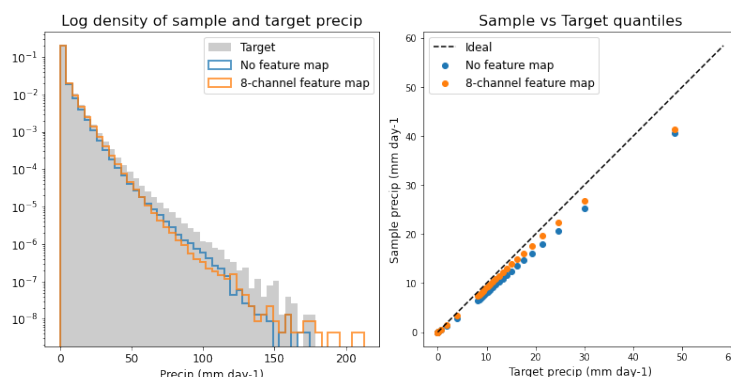 Log density of sample and target precip
Target
No feature map
8-channel feature map
10⁻¹
10⁻²
10⁻³
10⁻⁴
10⁻⁵
10⁻⁶
10⁻⁷
10⁻⁸
0 50 100 150 200
Precip (mm day-1)
Sample vs Target quantiles
Ideal
No feature map
8-channel feature map
Sample precip (mm day-1
60
50
40
30
20
10
0
0 10 20 30 40 50 60
Target precip (mm day-1)